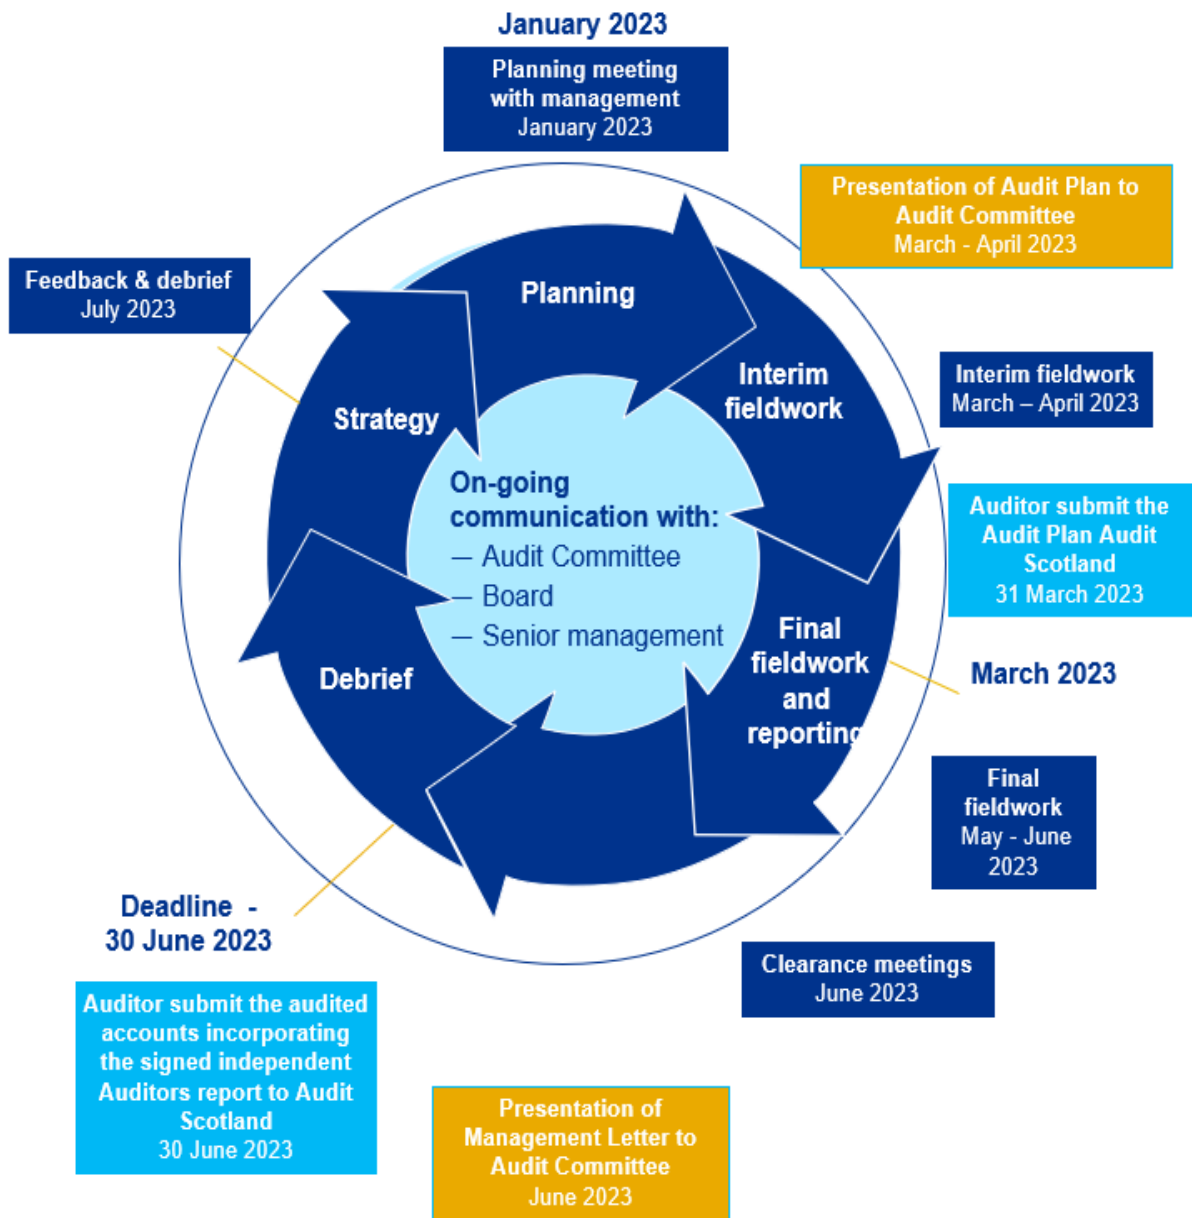 January 2023
Planning meeting
with management
January 2023
Presentation of Audit Plan to
Audit Committee
March - April 2023
Feedback & debrief
July 2023
Planning
Interim
fieldwork
Interim fieldwork
March – April 2023
Strategy
On-going
communication with:
— Audit Committee
— Board
— Senior management
Auditor submit the
Audit Plan Audit
Scotland
31 March 2023
Final
fieldwork
and
reporting
March 2023
Debrief
Final
fieldwork
May - June
2023
Deadline -
30 June 2023
Clearance meetings
June 2023
Auditor submit the audited
accounts incorporating
the signed independent
Auditors report to Audit
Scotland
30 June 2023
Presentation of
Management Letter to
Audit Committee
June 2023